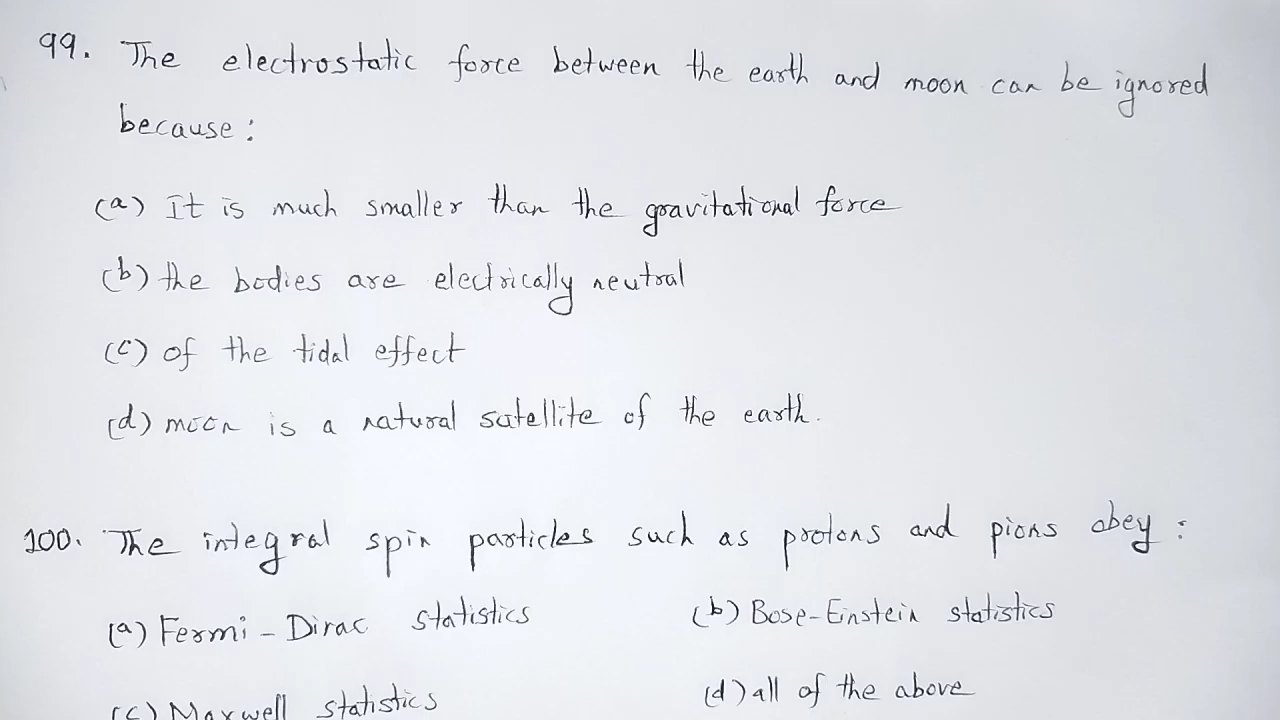 99. The electrostatic force between the earth and moon can be ignored
because:
(a) It is much smaller than the gravitational force
(b) the bodies are electrically neutral
(c) of the tidal effect
(d) moon is a natural satellite of the earth.
100. The integral spin particles such as protons and pions obey:
(a) Fermi-Dirac statistics (b) Bose-Einstein statistics
(c) Maxwell statistics (d) all of the above